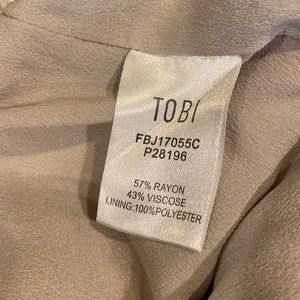 TOBI
FBJ17055C
P28196
57% RAYON
43% VISCOSE
LINING:100%POLYESTER